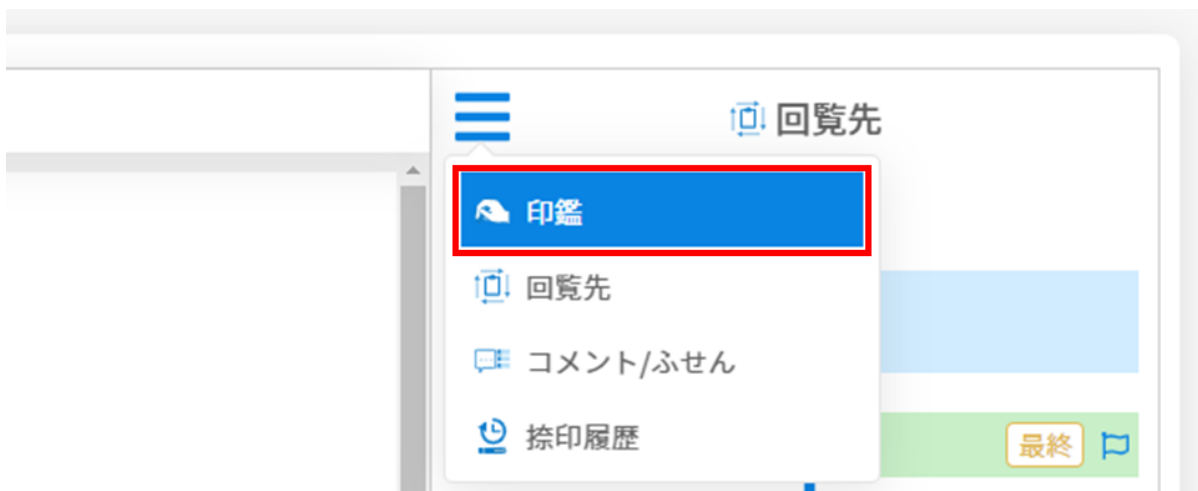 回覧先
印鑑
回覧先
コメント/ふせん
捺印履歴
最終